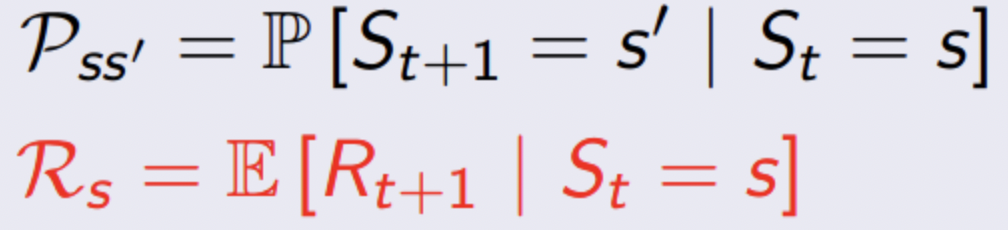 𝒫ₛₛ′ = ℙ [Sₜ₊₁ = s′ | Sₜ = s]
ℛₛ = 𝔼 [Rₜ₊₁ | Sₜ = s]